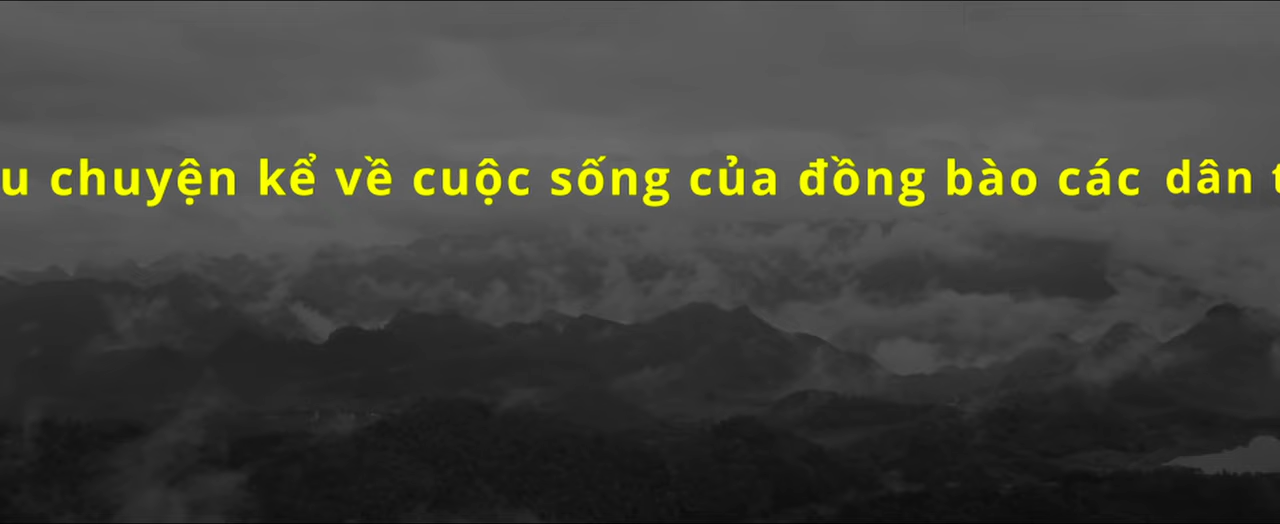 u chuyện kể về cuộc sống của đồng bào các dân t